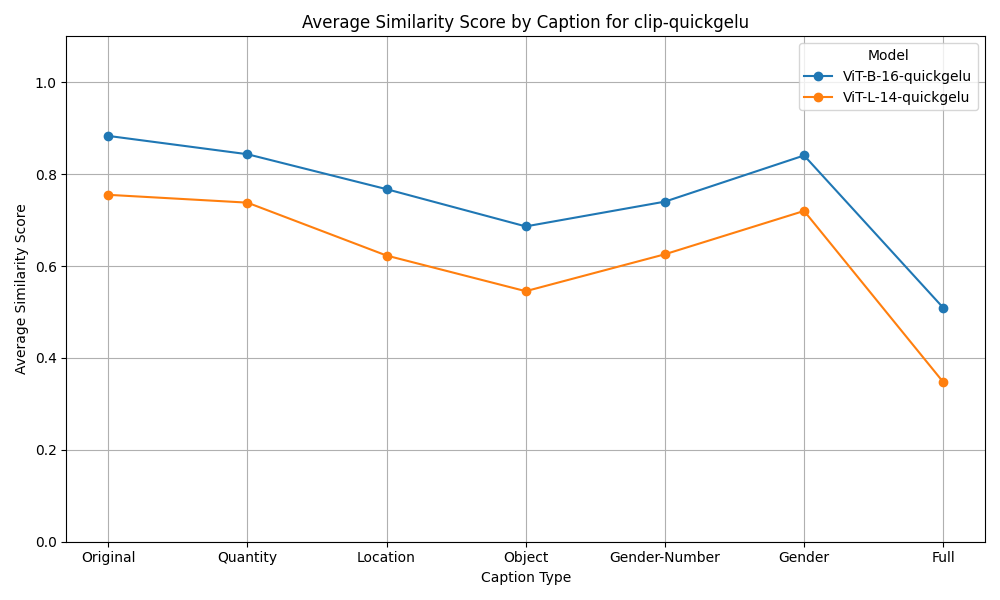 Average Similarity Score by Caption for clip-quickgelu
Model
ViT-B-16-quickgelu
ViT-L-14-quickgelu
Average Similarity Score
1.0
0.8
0.6
0.4
0.2
0.0
Original Quantity Location Object Gender-Number Gender Full
Caption Type